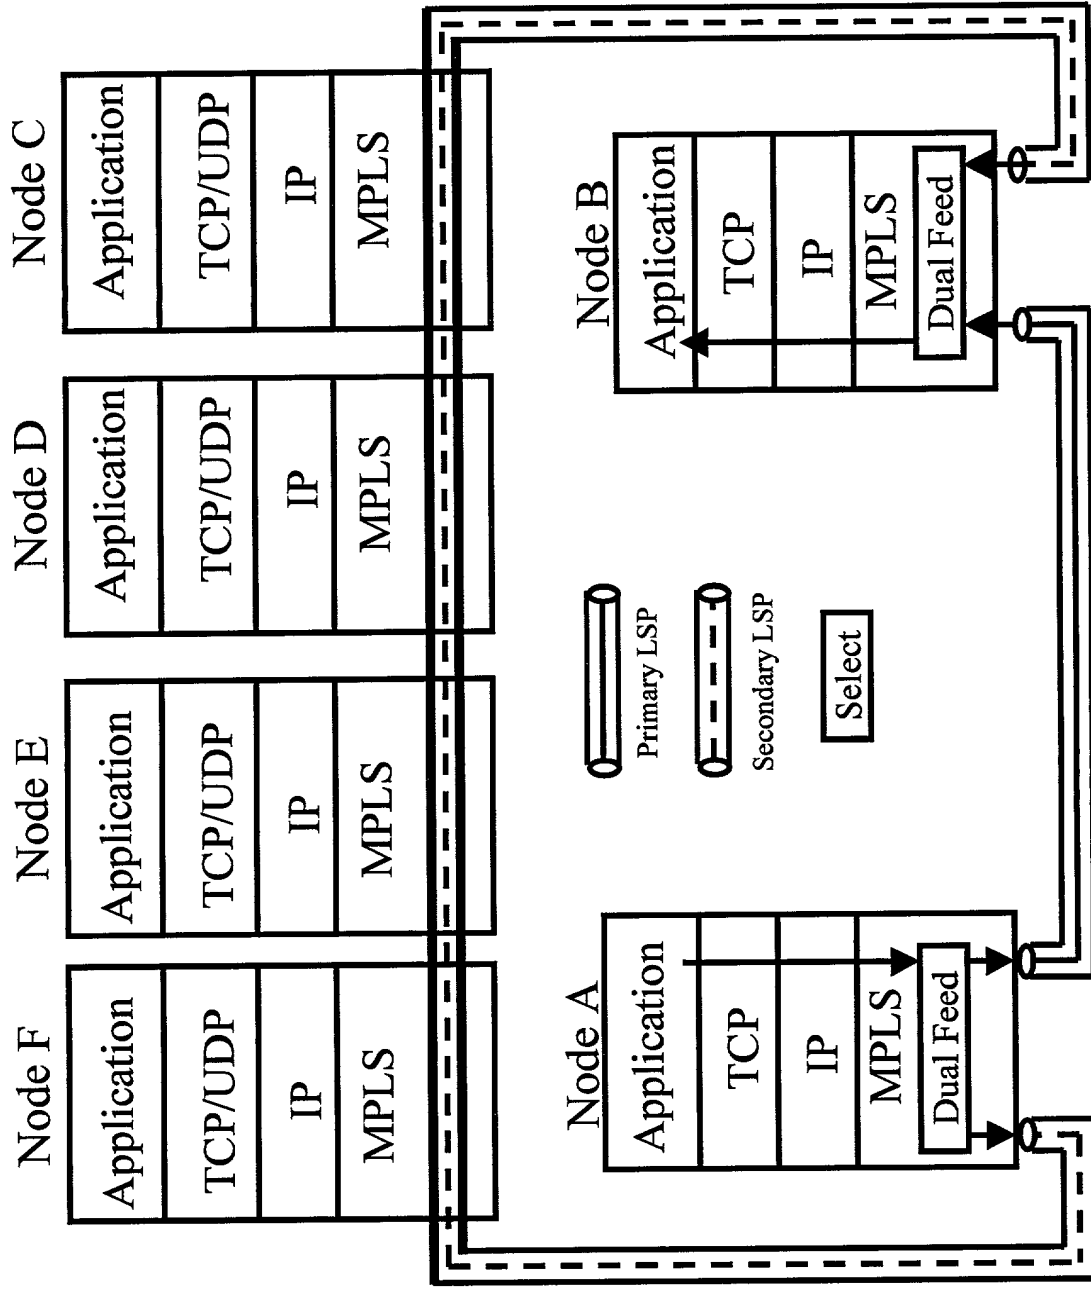 Node F
Application
TCP/UDP
IP
MPLS
Node E
Application
TCP/UDP
IP
MPLS
Node D
Application
TCP/UDP
IP
MPLS
Node C
Application
TCP/UDP
IP
MPLS
Node A
Application
TCP
IP
MPLS
Dual Feed
Primary LSP
Secondary LSP
Select
Node B
Application
TCP
IP
MPLS
Dual Feed